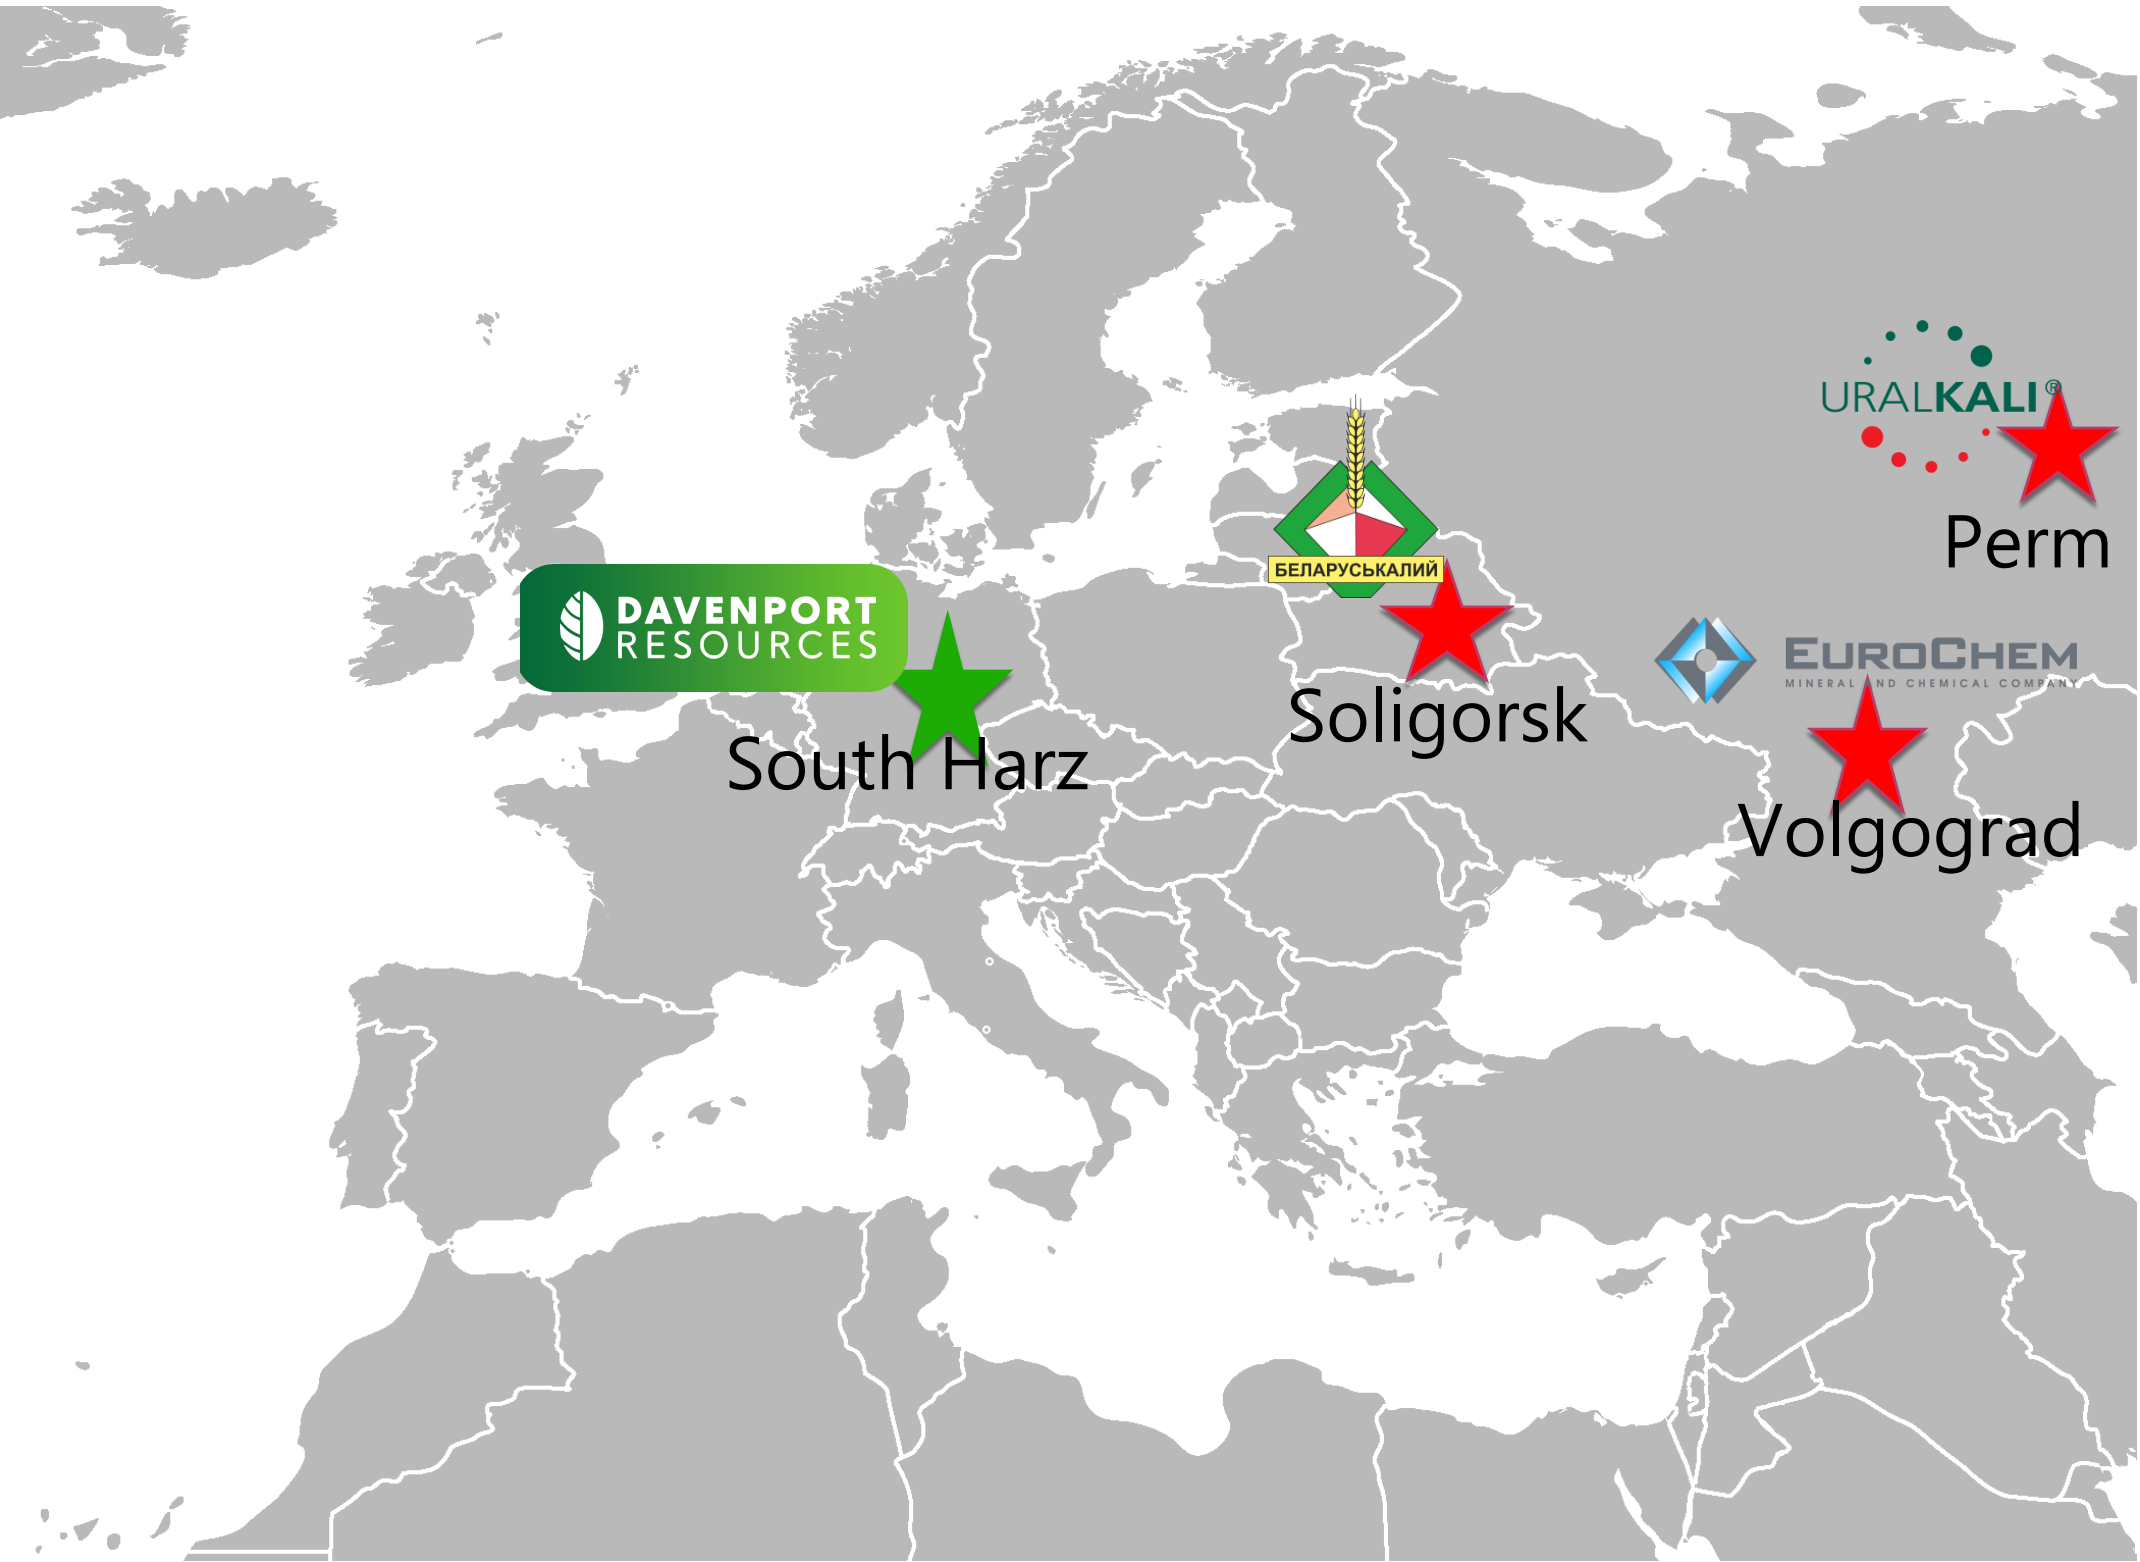 URALKALI®
Perm
БЕЛАРУСЬКАЛИЙ
DAVENPORT
RESOURCES
EUROCHEM
MINERAL AND CHEMICAL COMPANY
Soligorsk
South Harz
Volgograd